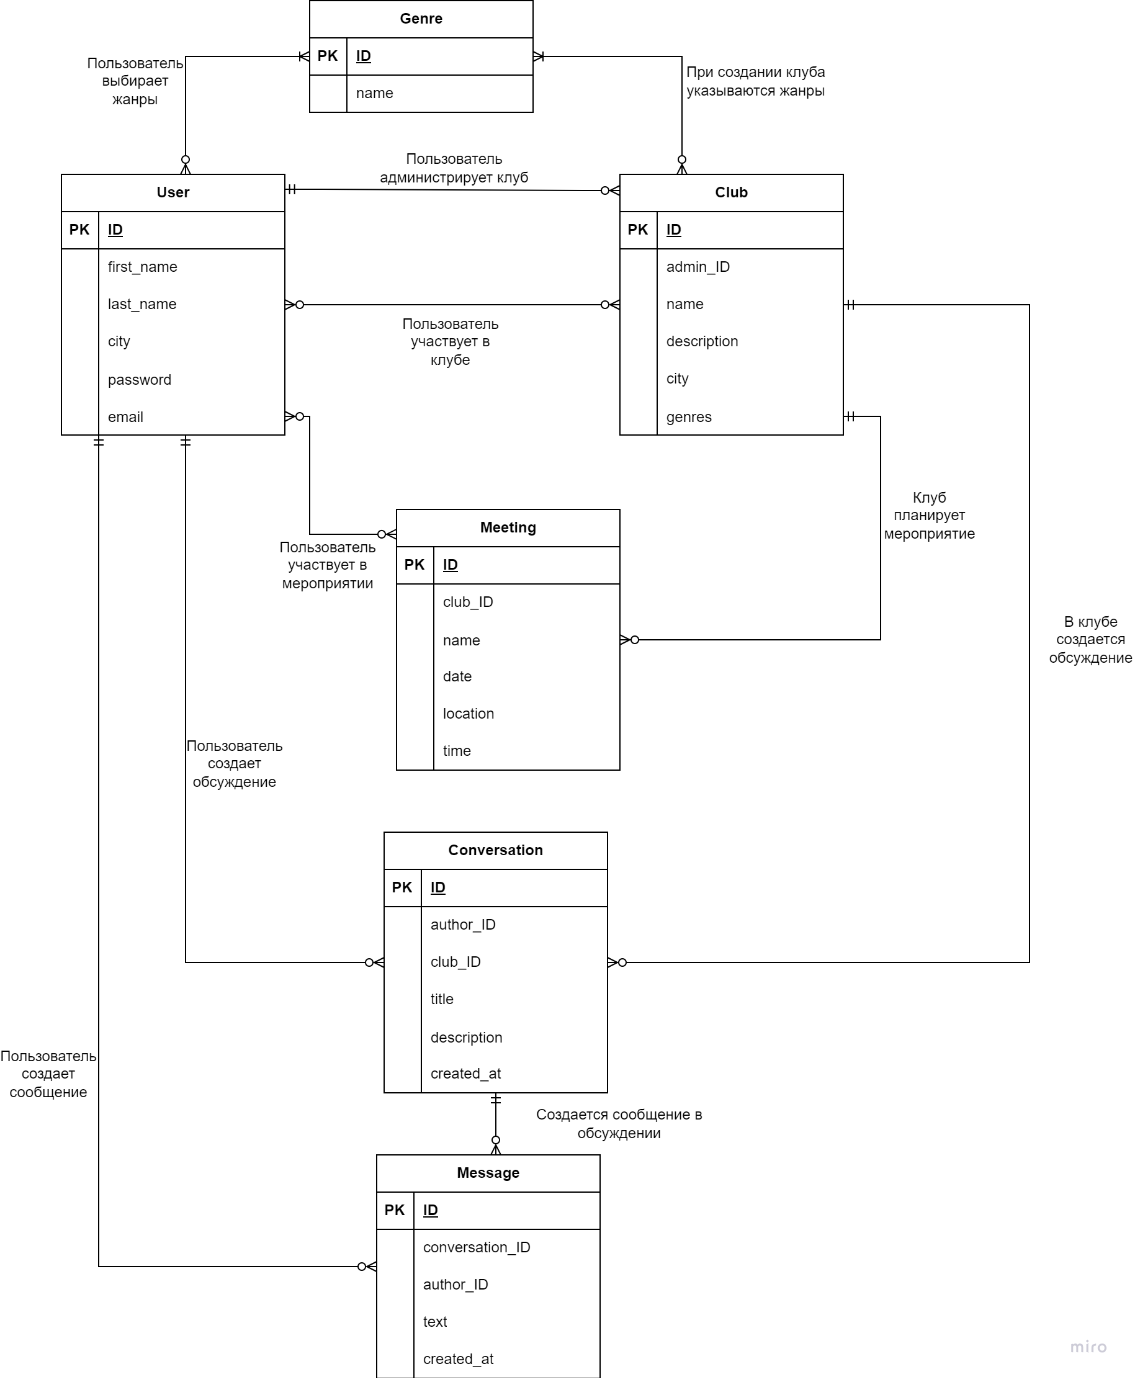 Genre
PK ID
name
Пользователь
выбирает
жанры
При создании клуба
указываются жанры
Пользователь
администрирует клуб
User
PK ID
first_name
last_name
city
password
email
Club
PK ID
admin_ID
name
description
city
genres
Пользователь
участвует в
клубе
Клуб
планирует
мероприятие
Meeting
PK ID
club_ID
name
date
location
time
Пользователь
участвует в
мероприятии
В клубе
создается
обсуждение
Пользователь
создает
обсуждение
Conversation
PK ID
author_ID
club_ID
title
description
created_at
Пользователь
создает
сообщение
Создается сообщение в
обсуждении
Message
PK ID
conversation_ID
author_ID
text
created_at
miro